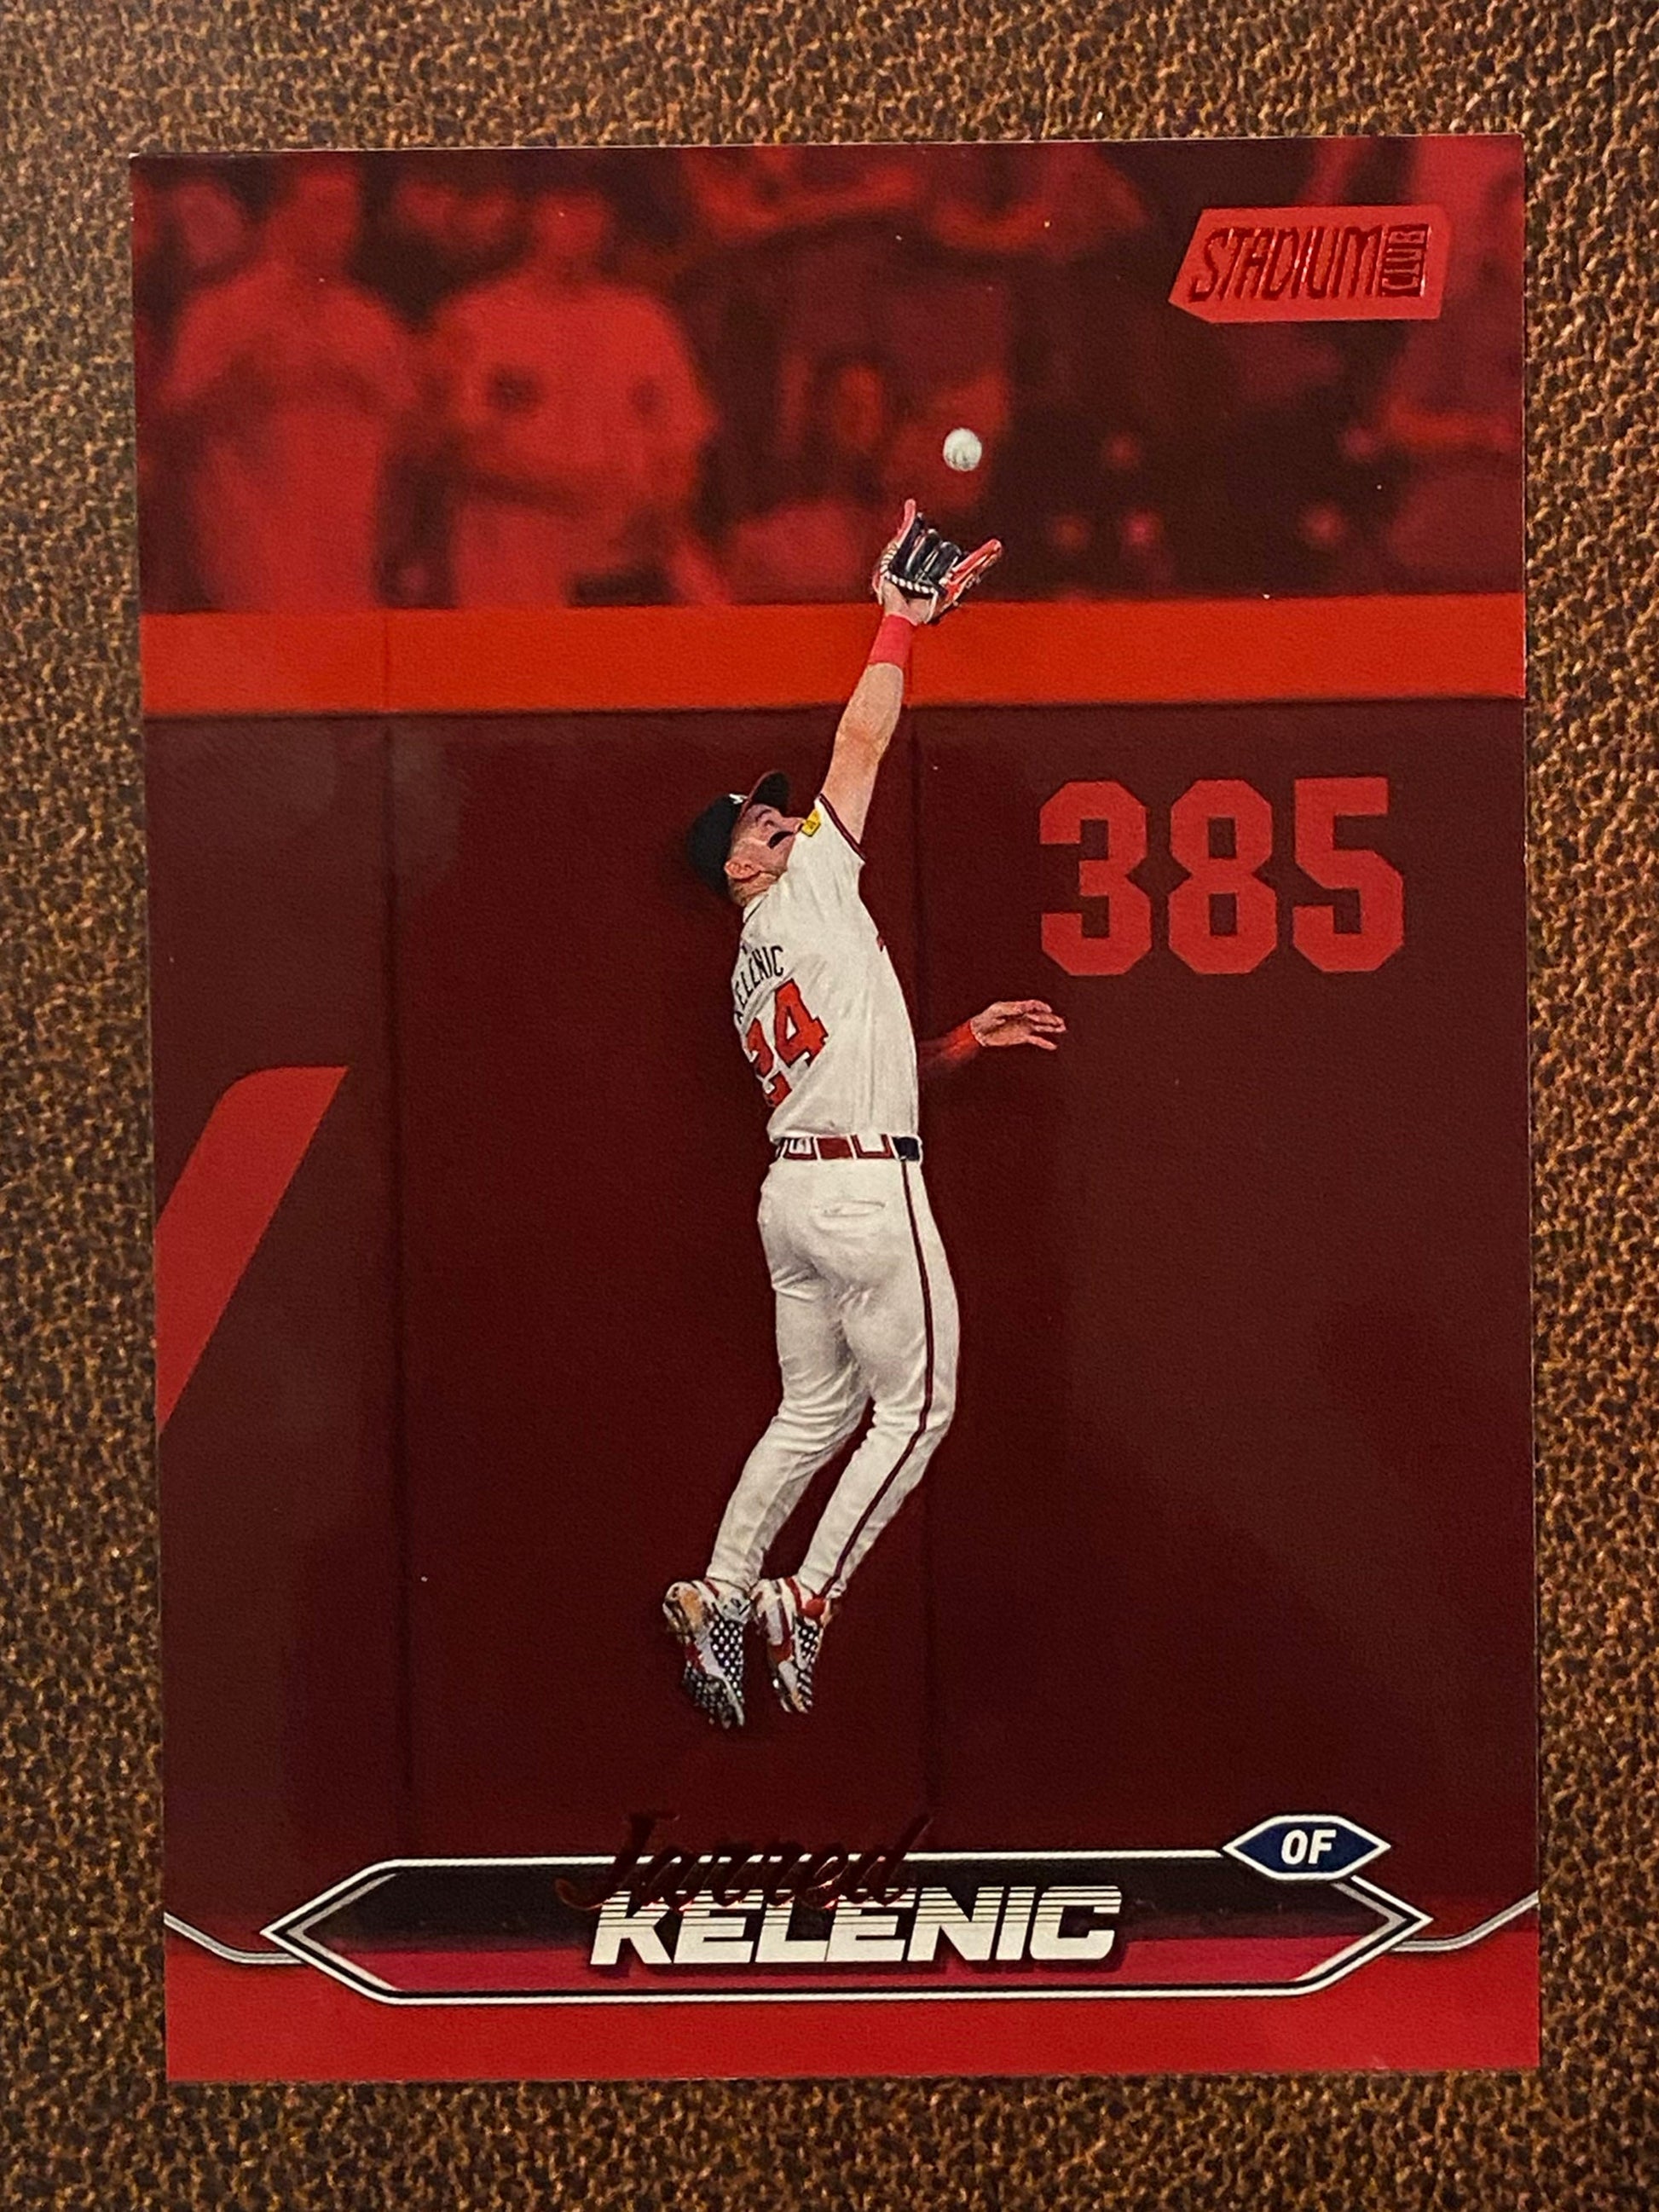 STADIUM CLUB
385
KELENIC
24
OF
Jarred
KELENIC